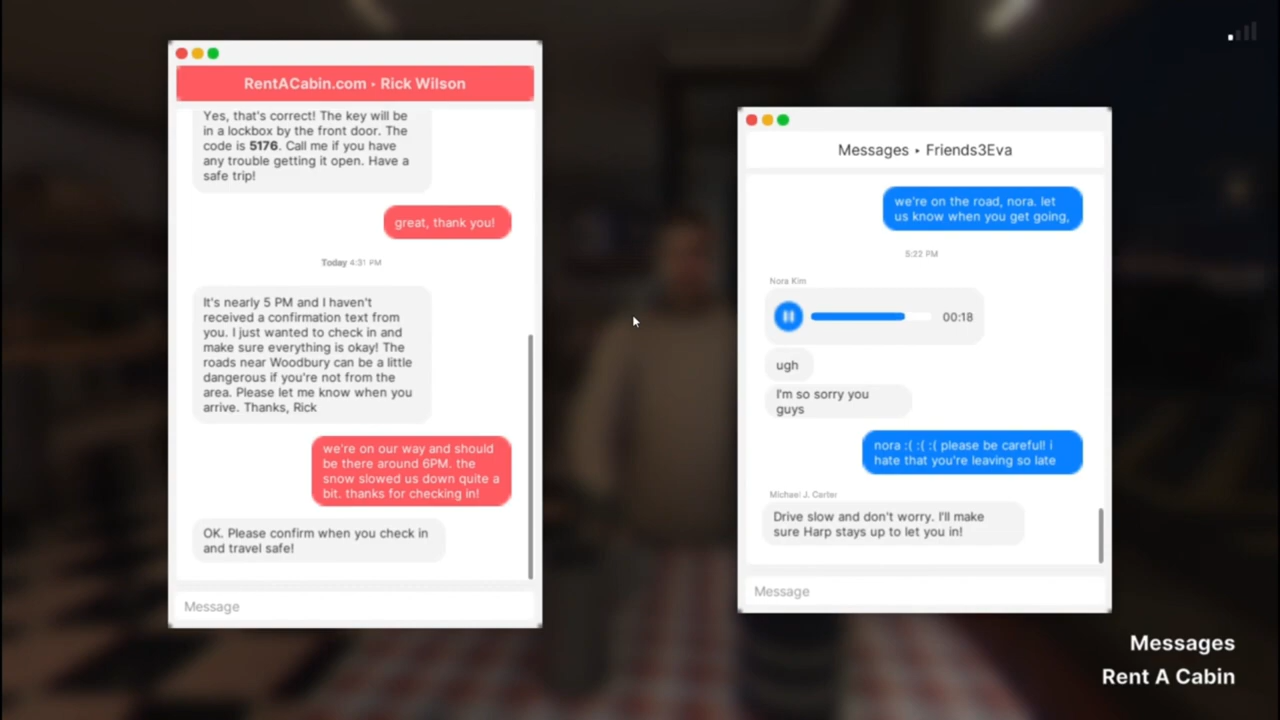 RentACabin.com • Rick Wilson
Yes, that's correct! The key will be
in a lockbox by the front door. The
code is 5176. Call me if you have
any trouble getting it open. Have a
safe trip!
great, thank you!
Today 4:31 PM
It's nearly 5 PM and I haven't
received a confirmation text from
you. I just wanted to check in and
make sure everything is okay! The
roads near Woodbury can be a little
dangerous if you're not from the
area. Please let me know when you
arrive. Thanks, Rick
we're on our way and should
be there around 6PM. the
snow slowed us down quite a
bit. thanks for checking in!
OK. Please confirm when you check in
and travel safe!
Message
Messages • Friends3Eva
we're on the road, nora. let
us know when you get going,
5:22 PM
Nora Kim
00:18
ugh
I'm so sorry you
guys
nora :( :( :( please be careful! i
hate that you're leaving so late
Michael J. Carter
Drive slow and don't worry. I'll make
sure Harp stays up to let you in!
Message
Messages
Rent A Cabin